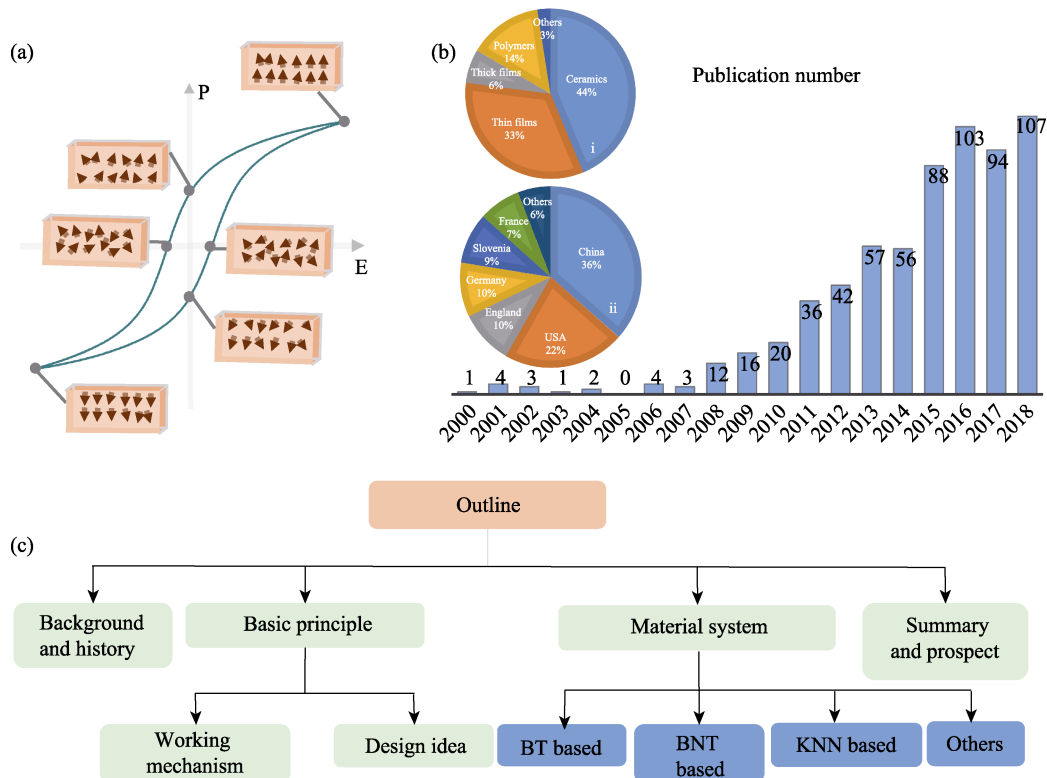 (a)
P
E
(b)
Publication number
Others
3%
Polymers
14%
Thick films
6%
Ceramics
44%
Thin films
33%
i
Others
6%
France
7%
China
36%
Slovenia
9%
Germany
10%
England
10%
USA
22%
ii
1
4
3
1
2
0
4
3
12
16
20
36
42
57
56
88
103
94
107
2000
2001
2002
2003
2004
2005
2006
2007
2008
2009
2010
2011
2012
2013
2014
2015
2016
2017
2018
(c)
Outline
Background
and history
Basic principle
Material system
Summary
and prospect
Working
mechanism
Design idea
BT based
BNT
based
KNN based
Others